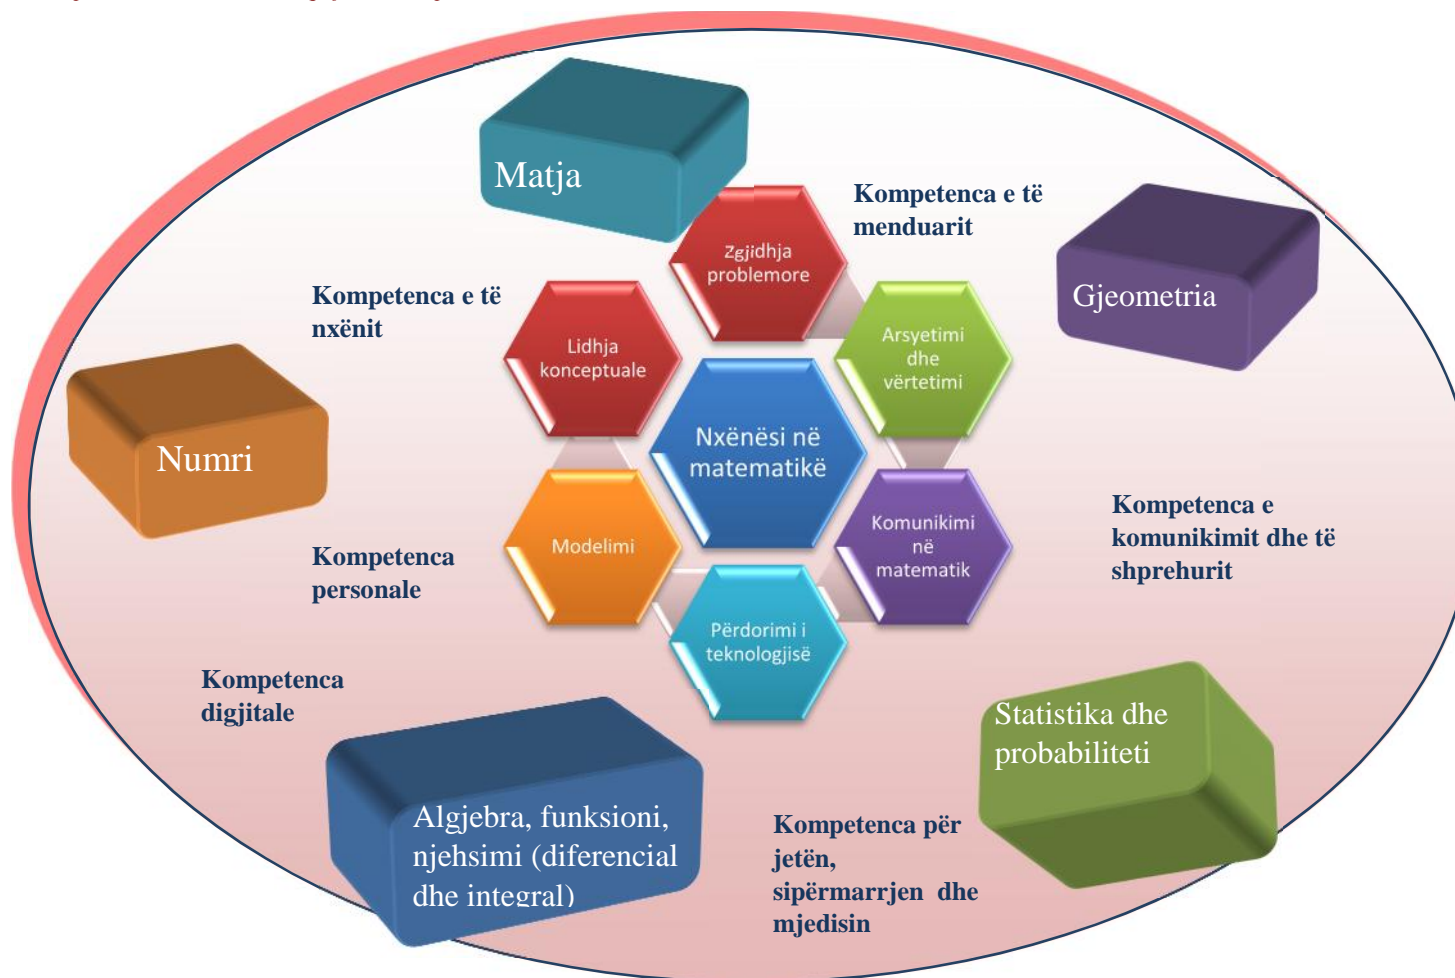 Matja
Kompetenca e të
menduarit
Zgjidhja
problemore
Gjeometria
Kompetenca e të
nxënit
Lidhja
konceptuale
Arsyetimi
dhe
vërtetimi
Numri
Nxënësi në
matematikë
Kompetenca
personale
Modelimi
Komunikimi
në
matematik
Kompetenca e
komunikimit dhe të
shprehurit
Përdorimi i
teknologjisë
Kompetenca
digjitale
Statistika dhe
probabiliteti
Algjebra, funksioni,
njehsimi (diferencial
dhe integral)
Kompetenca për
jetën,
sipërmarrjen dhe
mjedisin